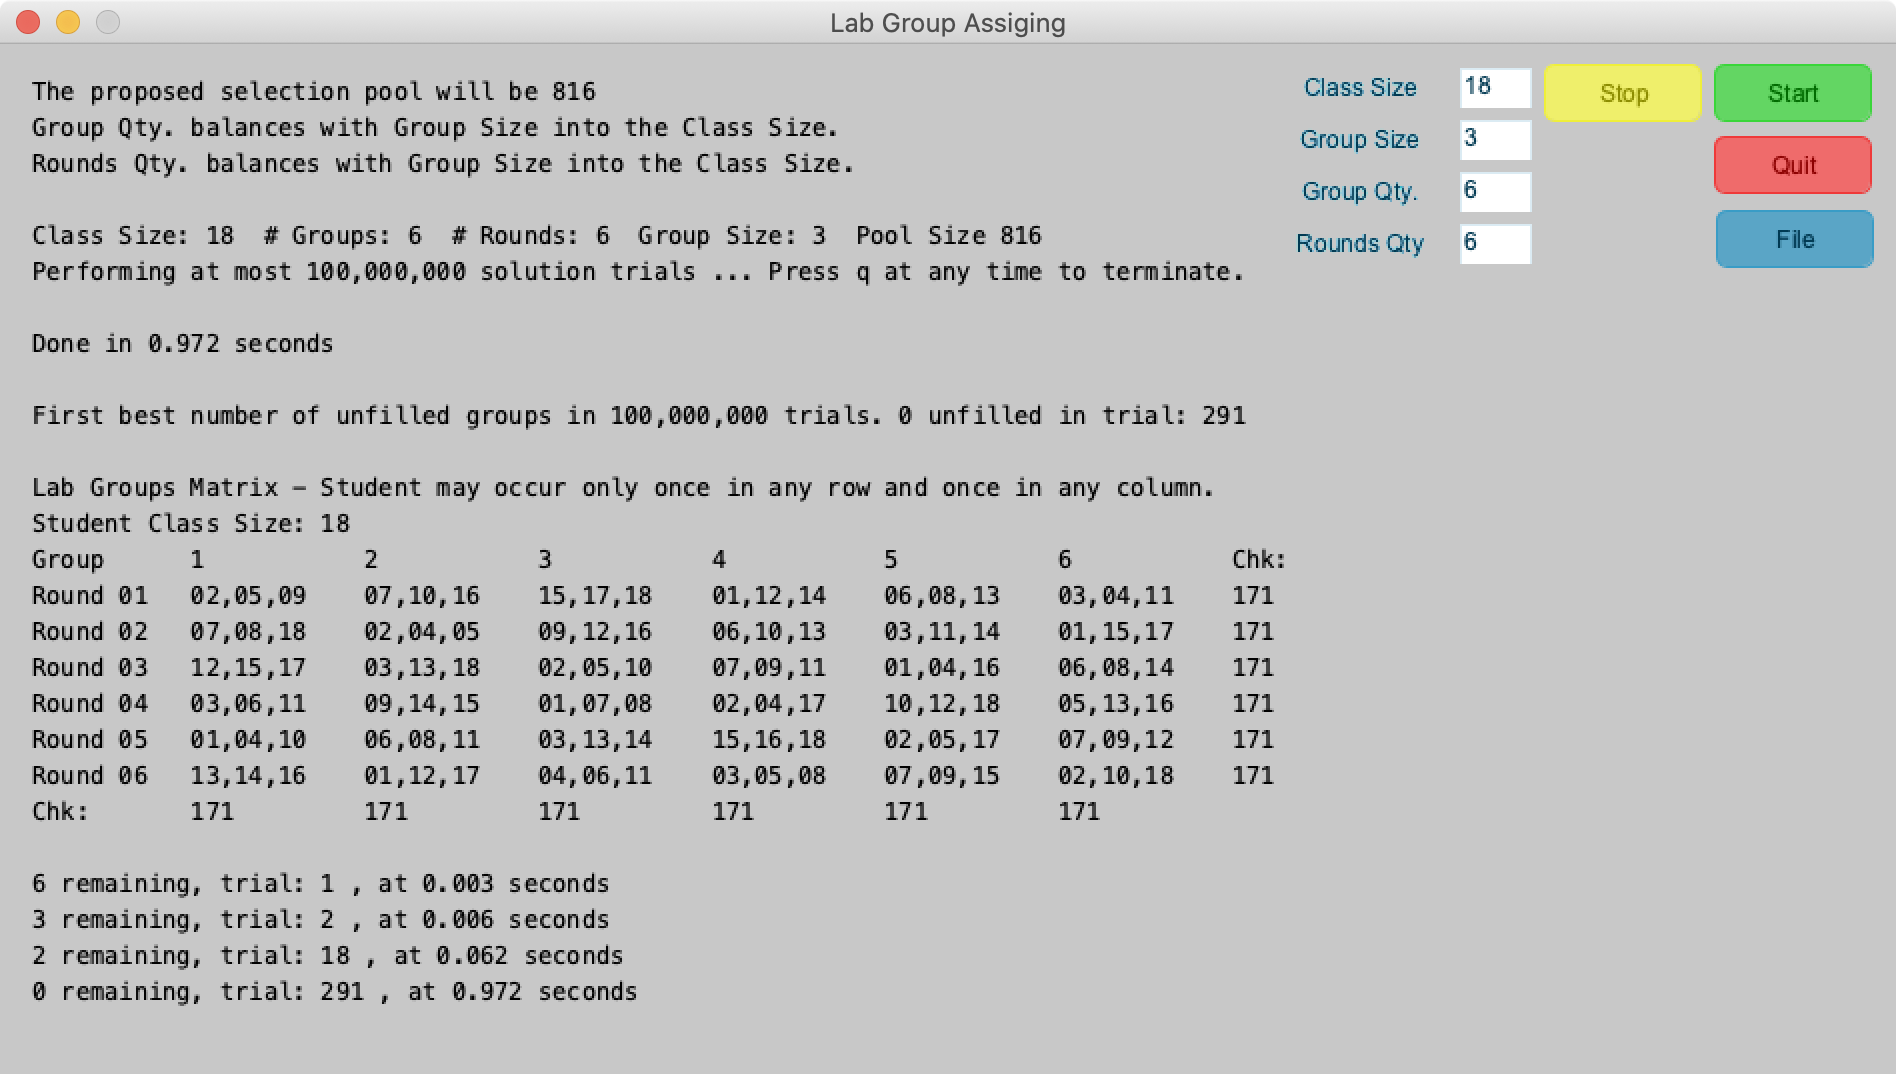 Lab Group Assiging
The proposed selection pool will be 816
Group Qty. balances with Group Size into the Class Size.
Rounds Qty. balances with Group Size into the Class Size.
Class Size: 18  # Groups: 6  # Rounds: 6  Group Size: 3  Pool Size 816
Performing at most 100,000,000 solution trials ... Press q at any time to terminate.
Done in 0.972 seconds
First best number of unfilled groups in 100,000,000 trials. 0 unfilled in trial: 291
Lab Groups Matrix – Student may occur only once in any row and once in any column.
Student Class Size: 18
Group 1 2 3 4 5 6 Chk:
Round 01 02,05,09 07,10,16 15,17,18 01,12,14 06,08,13 03,04,11 171
Round 02 07,08,18 02,04,05 09,12,16 06,10,13 03,11,14 01,15,17 171
Round 03 12,15,17 03,13,18 02,05,10 07,09,11 01,04,16 06,08,14 171
Round 04 03,06,11 09,14,15 01,07,08 02,04,17 10,12,18 05,13,16 171
Round 05 01,04,10 06,08,11 03,13,14 15,16,18 02,05,17 07,09,12 171
Round 06 13,14,16 01,12,17 04,06,11 03,05,08 07,09,15 02,10,18 171
Chk: 171 171 171 171 171 171
6 remaining, trial: 1 , at 0.003 seconds
3 remaining, trial: 2 , at 0.006 seconds
2 remaining, trial: 18 , at 0.062 seconds
0 remaining, trial: 291 , at 0.972 seconds
Class Size 18
Group Size 3
Group Qty. 6
Rounds Qty 6
Stop
Start
Quit
File